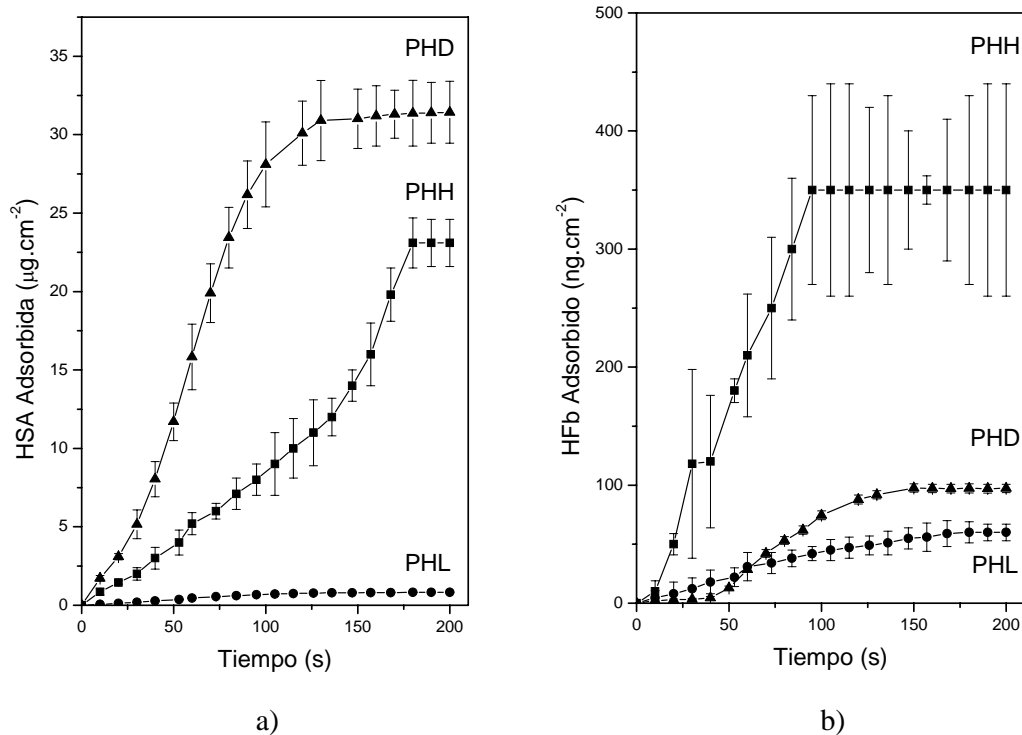 HSA Adsorbida (μg.cm⁻²)
35
30
25
20
15
10
5
0
PHD
PHH
PHL
0
50
100
150
200
Tiempo (s)
a)
HFb Adsorbido (ng.cm⁻²)
500
400
300
200
100
0
PHH
PHD
PHL
0
50
100
150
200
Tiempo (s)
b)